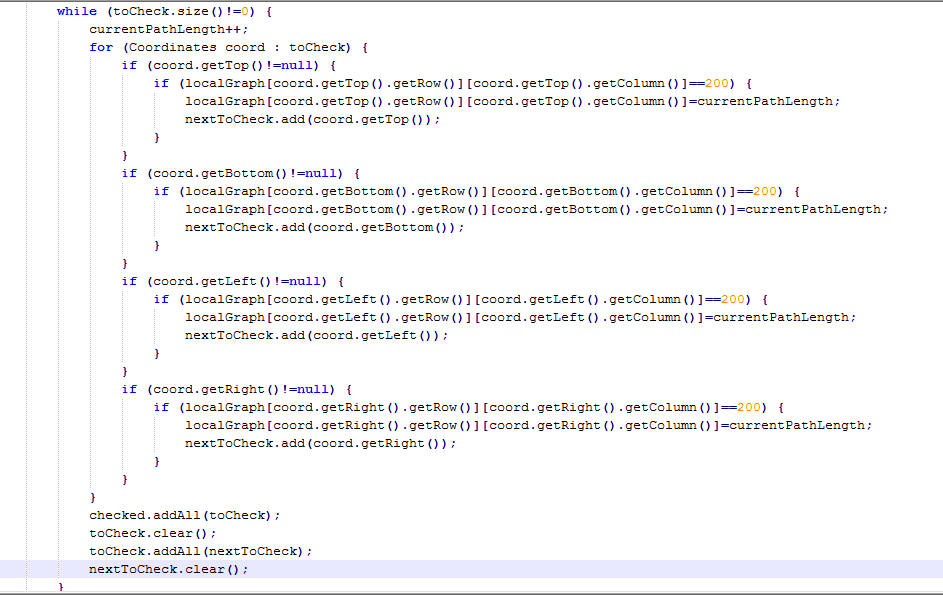 while (toCheck.size()!=0) {
currentPathLength++;
for (Coordinates coord : toCheck) {
if (coord.getTop()!=null) {
if (localGraph[coord.getTop().getRow()][coord.getTop().getColumn()]==200) {
localGraph[coord.getTop().getRow()][coord.getTop().getColumn()]=currentPathLength;
nextToCheck.add(coord.getTop());
}
}
if (coord.getBottom()!=null) {
if (localGraph[coord.getBottom().getRow()][coord.getBottom().getColumn()]==200) {
localGraph[coord.getBottom().getRow()][coord.getBottom().getColumn()]=currentPathLength;
nextToCheck.add(coord.getBottom());
}
}
if (coord.getLeft()!=null) {
if (localGraph[coord.getLeft().getRow()][coord.getLeft().getColumn()]==200) {
localGraph[coord.getLeft().getRow()][coord.getLeft().getColumn()]=currentPathLength;
nextToCheck.add(coord.getLeft());
}
}
if (coord.getRight()!=null) {
if (localGraph[coord.getRight().getRow()][coord.getRight().getColumn()]==200) {
localGraph[coord.getRight().getRow()][coord.getRight().getColumn()]=currentPathLength;
nextToCheck.add(coord.getRight());
}
}
}
checked.addAll(toCheck);
toCheck.clear();
toCheck.addAll(nextToCheck);
nextToCheck.clear();
}